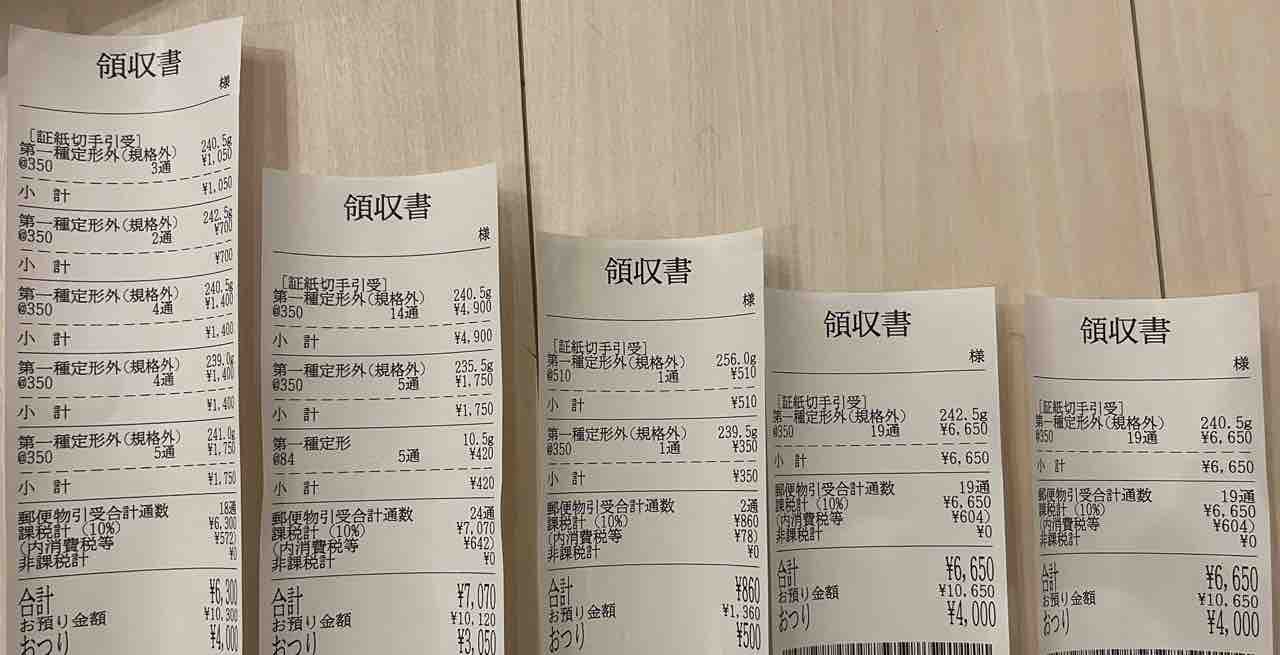 領収書
様
[証紙切手引受]
第一種定形外(規格外) 240.5g
@350 3通 ¥1,050
小 計 ¥1,050
第一種定形外(規格外) 242.5g
@350 2通 ¥700
小 計 ¥700
第一種定形外(規格外) 240.5g
@350 4通 ¥1,400
小 計 ¥1,400
第一種定形外(規格外) 239.0g
@350 4通 ¥1,400
小 計 ¥1,400
第一種定形外(規格外) 241.0g
@350 5通 ¥1,750
小 計 ¥1,750
郵便物引受合計通数 18通
課税計(10%) ¥6,300
(内消費税等 ¥572)
非課税計 ¥0
合計 ¥6,300
お預り金額 ¥10,300
おつり ¥4,000
領収書
様
[証紙切手引受]
第一種定形外(規格外) 240.5g
@350 14通 ¥4,900
小 計 ¥4,900
第一種定形外(規格外) 235.5g
@350 5通 ¥1,750
小 計 ¥1,750
第一種定形 10.5g
@84 5通 ¥420
小 計 ¥420
郵便物引受合計通数 24通
課税計(10%) ¥7,070
(内消費税等 ¥642)
非課税計 ¥0
合計 ¥7,070
お預り金額 ¥10,120
おつり ¥3,050
領収書
様
[証紙切手引受]
第一種定形外(規格外) 256.0g
@510 1通 ¥510
小 計 ¥510
第一種定形外(規格外) 239.5g
@350 1通 ¥350
小 計 ¥350
郵便物引受合計通数 2通
課税計(10%) ¥860
(内消費税等 ¥78)
非課税計 ¥0
合計 ¥860
お預り金額 ¥1,360
おつり ¥500
領収書
様
[証紙切手引受]
第一種定形外(規格外) 242.5g
@350 19通 ¥6,650
小 計 ¥6,650
郵便物引受合計通数 19通
課税計(10%) ¥6,650
(内消費税等 ¥604)
非課税計 ¥0
合計 ¥6,650
お預り金額 ¥10,650
おつり ¥4,000
領収書
様
[証紙切手引受]
第一種定形外(規格外) 240.5g
@350 19通 ¥6,650
小 計 ¥6,650
郵便物引受合計通数 19通
課税計(10%) ¥6,650
(内消費税等 ¥604)
非課税計 ¥0
合計 ¥6,650
お預り金額 ¥10,650
おつり ¥4,000